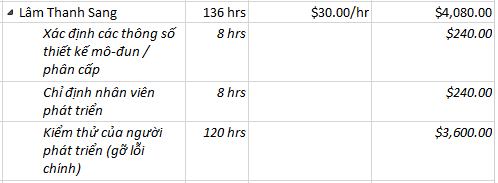 Lâm Thanh Sang 136 hrs $30.00/hr $4,080.00
Xác định các thông số 8 hrs $240.00
thiết kế mô-đun /
phân cấp
Chỉ định nhân viên 8 hrs $240.00
phát triển
Kiểm thử của người 120 hrs $3,600.00
phát triển (gỡ lỗi
chính)